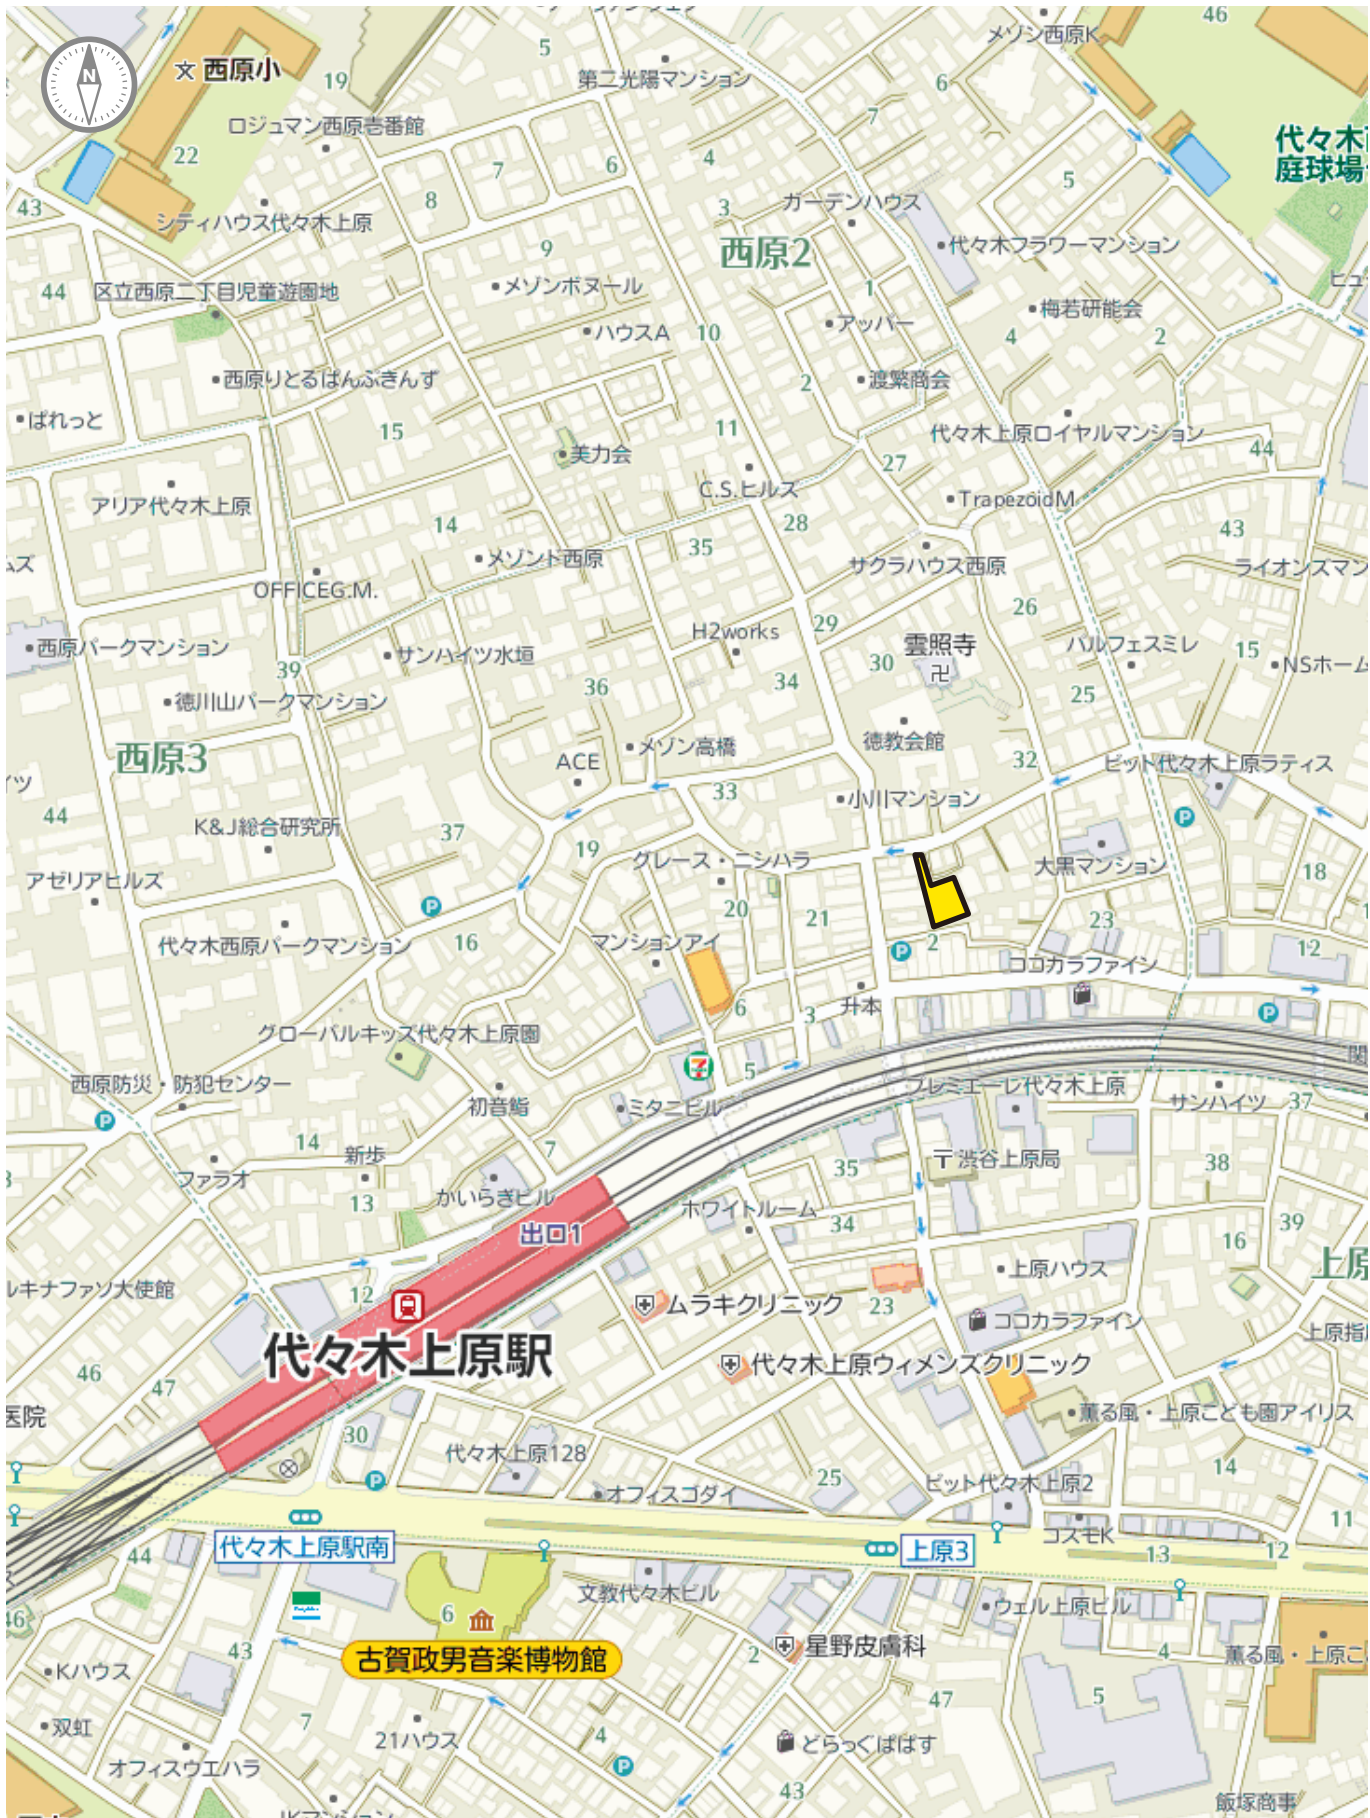 46
メゾン西原K
文 西原小
19
5
第二光陽マンション
6
N
7
ロジュマン西原壱番館
代々木
庭球場
22
7
6
4
5
8
43
シティハウス代々木上原
3
ガーデンハウス
9
西原2
代々木フラワーマンション
44
区立西原二丁目児童遊園地
メゾンボヌール
1
梅若研能会
ハウスA
10
アッパー
4
2
西原りとるぱんぷきんず
2
渡繁商会
ぱれっと
15
11
代々木上原ロイヤルマンション
美力会
44
27
C.S.ヒルズ
TrapezoidM
アリア代々木上原
14
28
43
メゾンド西原
35
サクラハウス西原
ライオンズマン
OFFICEG.M.
26
H2works
29
西原パークマンション
サンハイツ水垣
雲照寺
パルフェスミレ
15
NSホーム
39
30
卍
徳川山パークマンション
36
34
25
西原3
メゾン高橋
徳教会館
ACE
32
ビット代々木上原ラティス
33
小川マンション
44
K&J総合研究所
37
P
19
グレース・ニシハラ
大黒マンション
18
アゼリアヒルズ
P
20
21
23
代々木西原パークマンション
16
マンションアイ
P
2
12
ココカラファイン
升本
6
3
P
グローバルキッズ代々木上原園
関
西原防災・防犯センター
7
5
プレミエーレ代々木上原
P
初音鮨
ミタニビル
サンハイツ
37
14
新歩
7
35
〒渋谷上原局
38
ファラオ
13
かいらぎビル
ホワイトルーム
出口1
34
39
16
ルキナファソ大使館
12
上原ハウス
上原
ムラキクリニック
23
ココカラファイン
代々木上原駅
上原指
46
47
代々木上原ウィメンズクリニック
医院
薫る風・上原こども園アイリス
30
代々木上原128
14
P
25
ビット代々木上原2
オフィスゴダイ
11
代々木上原駅南
上原3
コスモK
44
13
12
文教代々木ビル
46
6
ウェル上原ビル
古賀政男音楽博物館
星野皮膚科
43
2
4
薫る風・上原こ
Kハウス
47
5
7
双虹
21ハウス
4
どらっぐぱぱす
オフィスウエハラ
P
43
飯塚商事